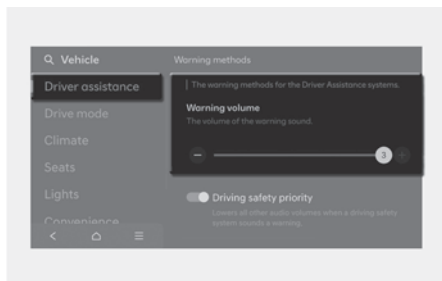 Vehicle
Warning methods
Driver assistance
The warning methods for the Driver Assistance systems.
Drive mode
Warning volume
The volume of the warning sound.
Climate
3
Seats
Lights
Driving safety priority
Lowers all other audio volumes when a driving safety
system sounds a warning.
Convenience